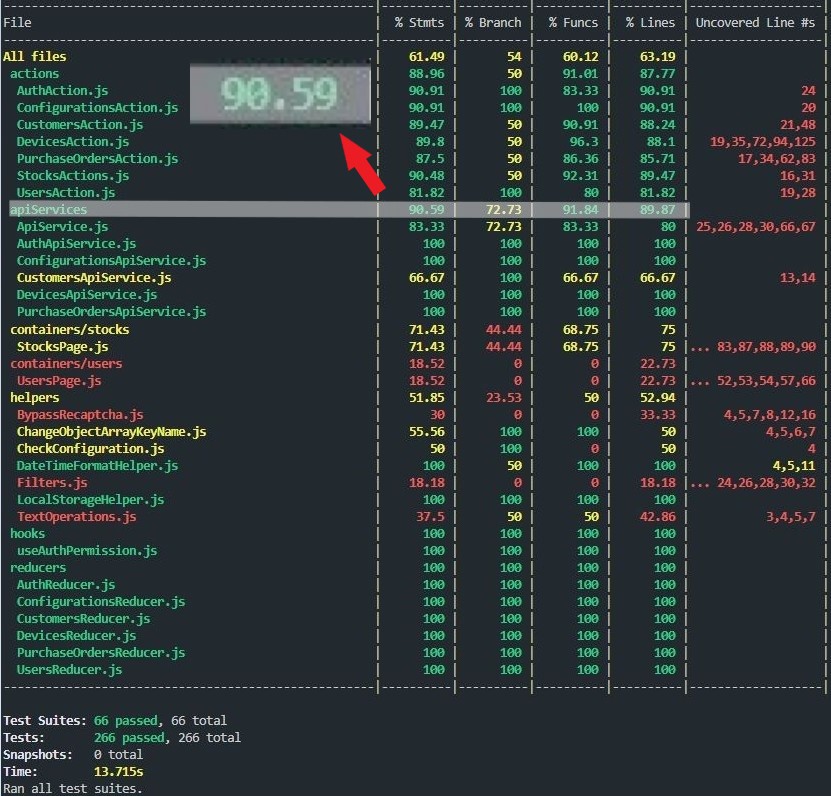 File | % Stmts | % Branch | % Funcs | % Lines | Uncovered Line #s |
All files | 61.49 | 54 | 60.12 | 63.19 | |
actions | 88.96 | 50 | 91.01 | 87.77 | |
AuthAction.js | 90.91 | 100 | 83.33 | 90.91 | 24 |
90.59
ConfigurationsAction.js | 90.91 | 100 | 100 | 90.91 | 20 |
CustomersAction.js | 89.47 | 50 | 90.91 | 88.24 | 21,48 |
DevicesAction.js | 89.8 | 50 | 96.3 | 88.1 | 19,35,72,94,125 |
PurchaseOrdersAction.js | 87.5 | 50 | 86.36 | 85.71 | 17,34,62,83 |
StocksAction.js | 90.48 | 50 | 92.31 | 89.47 | 16,31 |
UsersAction.js | 81.82 | 100 | 80 | 81.82 | 19,28 |
apiServices | 90.59 | 72.73 | 91.84 | 89.87 | |
ApiService.js | 83.33 | 72.73 | 83.33 | 80 | 25,26,28,30,66,67 |
AuthApiService.js | 100 | 100 | 100 | 100 | |
ConfigurationsApiService.js | 100 | 100 | 100 | 100 | |
CustomersApiService.js | 66.67 | 100 | 66.67 | 66.67 | 13,14 |
DevicesApiService.js | 100 | 100 | 100 | 100 | |
PurchaseOrdersApiService.js | 100 | 100 | 100 | 100 | |
containers/stocks | 71.43 | 44.44 | 68.75 | 75 | |
StocksPage.js | 71.43 | 44.44 | 68.75 | 75 |... 83,87,88,89,90 |
containers/users | 18.52 | 0 | 0 | 22.73 | |
UsersPage.js | 18.52 | 0 | 0 | 22.73 |... 52,53,54,57,66 |
helpers | 51.85 | 23.53 | 50 | 52.94 | |
BypassRecaptcha.js | 30 | 0 | 0 | 33.33 | 4,5,7,8,12,16 |
ChangeObjectArrayKeyName.js | 55.56 | 100 | 100 | 50 | 4,5,6,7 |
CheckConfiguration.js | 50 | 100 | 0 | 50 | 4 |
DateTimeFormatHelper.js | 100 | 50 | 100 | 100 | 4,5,11 |
Filters.js | 18.18 | 0 | 0 | 18.18 |... 24,26,28,30,32 |
LocalStorageHelper.js | 100 | 100 | 100 | 100 | |
TextOperations.js | 37.5 | 50 | 50 | 42.86 | 3,4,5,7 |
hooks | 100 | 100 | 100 | 100 | |
useAuthPermission.js | 100 | 100 | 100 | 100 | |
reducers | 100 | 100 | 100 | 100 | |
AuthReducer.js | 100 | 100 | 100 | 100 | |
ConfigurationsReducer.js | 100 | 100 | 100 | 100 | |
CustomersReducer.js | 100 | 100 | 100 | 100 | |
DevicesReducer.js | 100 | 100 | 100 | 100 | |
PurchaseOrdersReducer.js | 100 | 100 | 100 | 100 | |
UsersReducer.js | 100 | 100 | 100 | 100 | |
Test Suites: 66 passed, 66 total
Tests: 266 passed, 266 total
Snapshots: 0 total
Time: 13.715s
Ran all test suites.